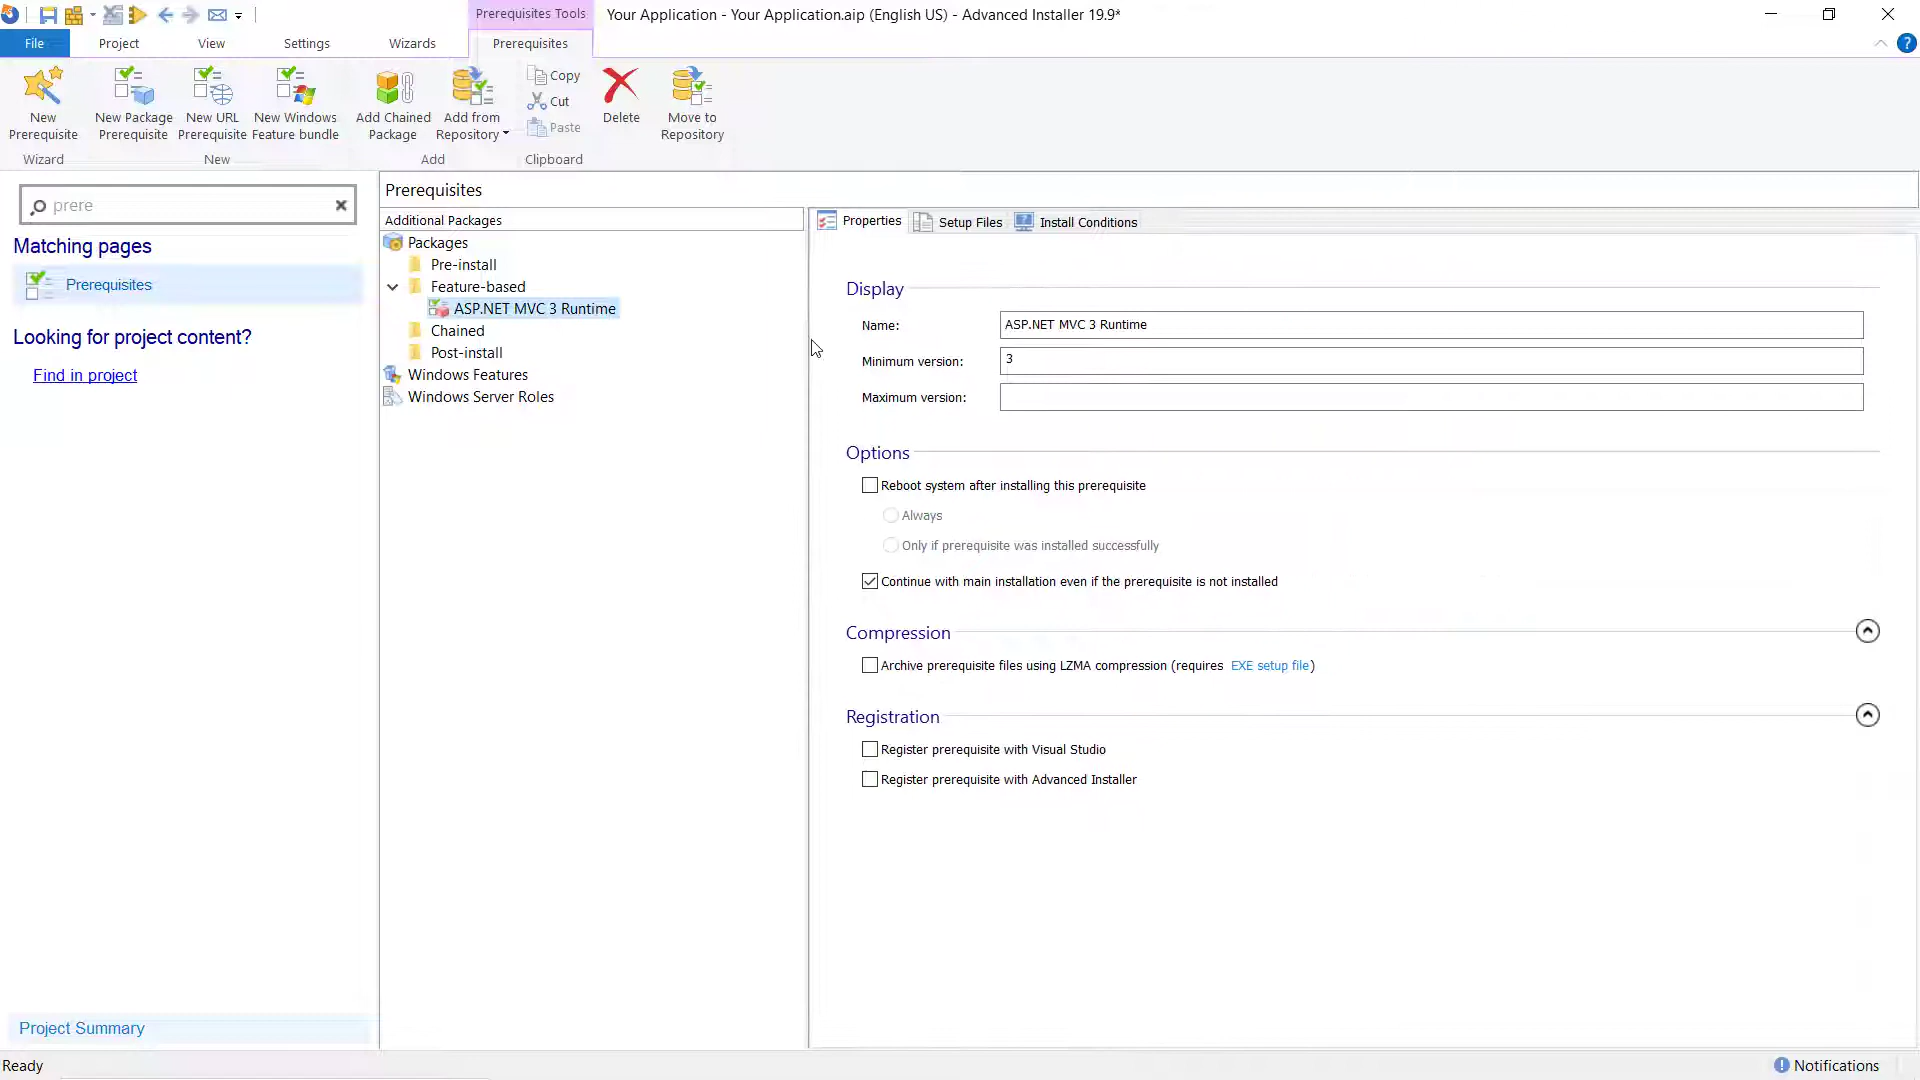 Prerequisites Tools
Your Application - Your Application.aip (English US) - Advanced Installer 19.9*
File
Project
View
Settings
Wizards
Prerequisites
?
New
Prerequisite
New Package
Prerequisite
New URL
Prerequisite
New Windows
Feature bundle
Add Chained
Package
Add from
Repository
Copy
Cut
Paste
Delete
Move to
Repository
Wizard
New
Add
Clipboard
prere
Matching pages
Prerequisites
Looking for project content?
Find in project
Project Summary
Prerequisites
Additional Packages
Packages
Pre-install
Feature-based
ASP.NET MVC 3 Runtime
Chained
Post-install
Windows Features
Windows Server Roles
Properties
Setup Files
Install Conditions
Display
Name:
ASP.NET MVC 3 Runtime
Minimum version:
3
Maximum version:
Options
Reboot system after installing this prerequisite
Always
Only if prerequisite was installed successfully
Continue with main installation even if the prerequisite is not installed
Compression
Archive prerequisite files using LZMA compression (requires EXE setup file)
Registration
Register prerequisite with Visual Studio
Register prerequisite with Advanced Installer
Ready
Notifications